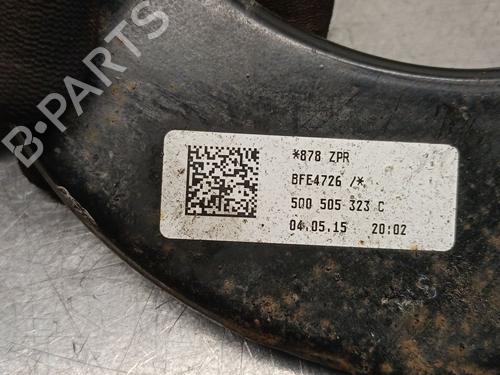 *878 ZPR
BFE4726 /*
5Q0 505 323 C
04.05.15 20:02
B-PARTS